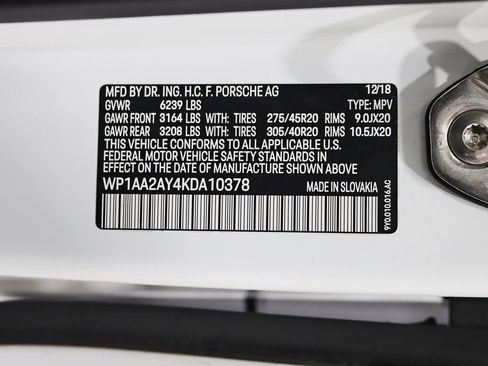 MFD BY DR. ING. H.C. F. PORSCHE AG 12/18
GVWR 6239 LBS TYPE: MPV
GAWR FRONT 3164 LBS WITH: TIRES 275/45R20 RIMS 9.0JX20
GAWR REAR 3208 LBS WITH: TIRES 305/40R20 RIMS 10.5JX20
THIS VEHICLE CONFORMS TO ALL APPLICABLE U.S.
FEDERAL MOTOR VEHICLE SAFETY STANDARDS IN
EFFECT ON THE DATE OF MANUFACTURE SHOWN ABOVE
WP1AA2AY4KDA10378 MADE IN SLOVAKIA
9Y0.010.016.AC